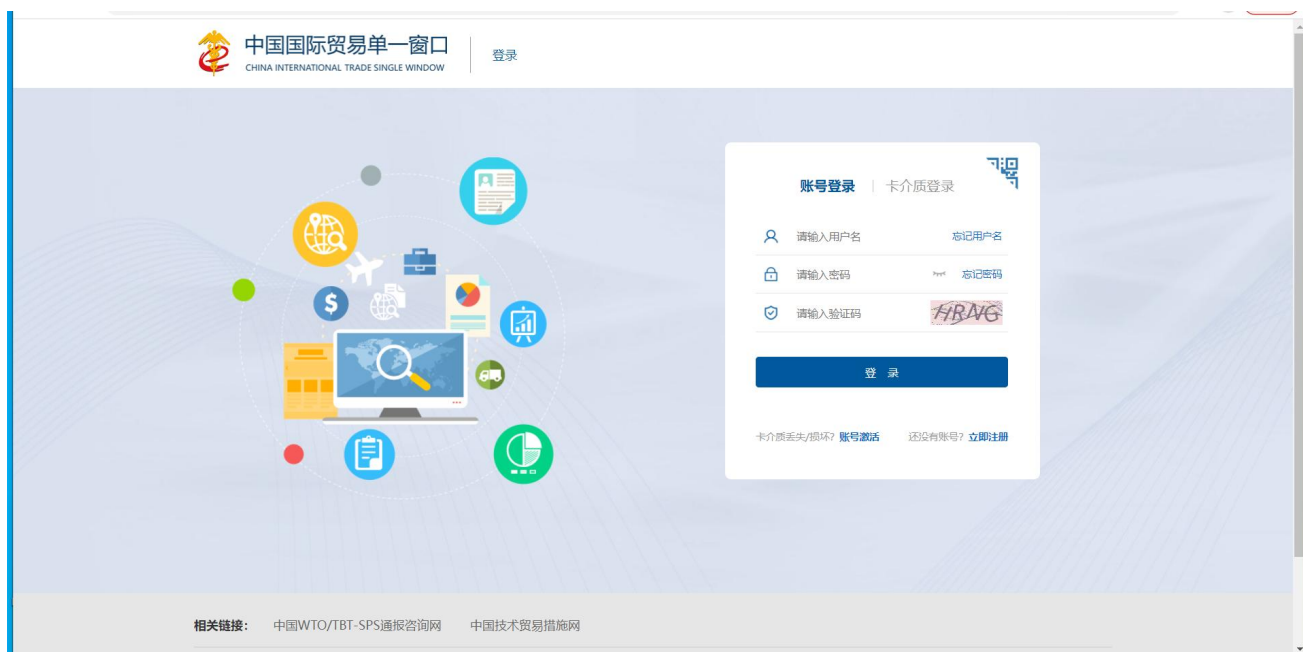 中国国际贸易单一窗口
CHINA INTERNATIONAL TRADE SINGLE WINDOW
登录
账号登录 | 卡介质登录
请输入用户名 忘记用户名
请输入密码 忘记密码
请输入验证码 HRNG
登 录
卡介质丢失/损坏? 账号激活 还没有账号? 立即注册
相关链接: 中国WTO/TBT-SPS通报咨询网 中国技术贸易措施网